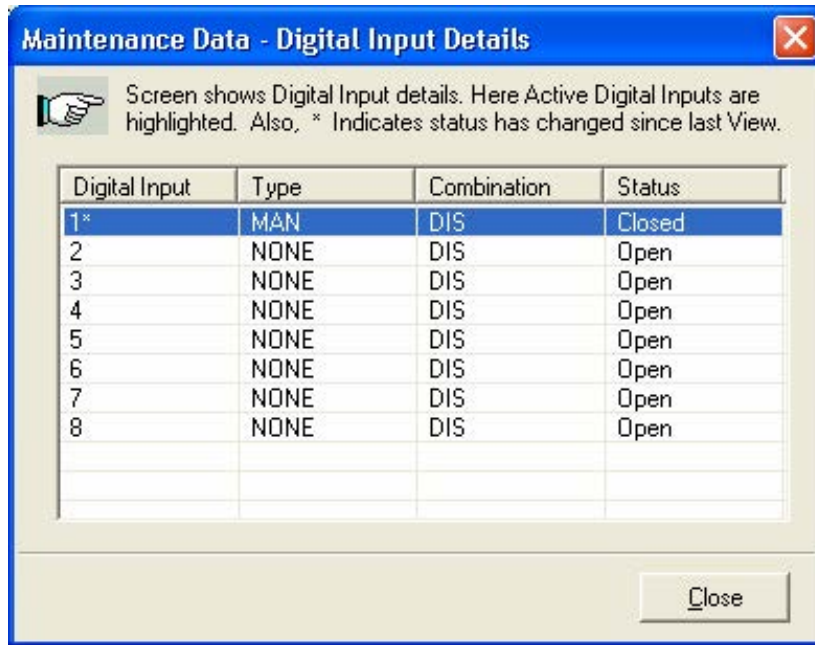 Maintenance Data - Digital Input Details
Screen shows Digital Input details. Here Active Digital Inputs are
highlighted. Also, * Indicates status has changed since last View.
Digital Input Type Combination Status
1* MAN DIS Closed
2 NONE DIS Open
3 NONE DIS Open
4 NONE DIS Open
5 NONE DIS Open
6 NONE DIS Open
7 NONE DIS Open
8 NONE DIS Open
Close